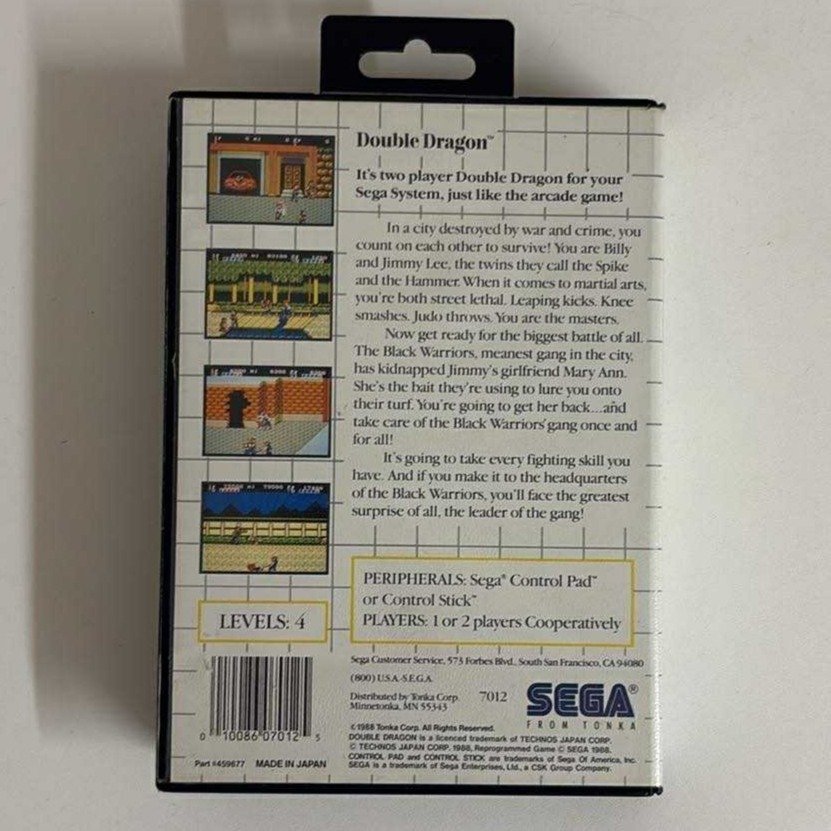 Double Dragon™
It's two player Double Dragon for your
Sega System, just like the arcade game!
In a city destroyed by war and crime, you
count on each other to survive! You are Billy
and Jimmy Lee, the twins they call the Spike
and the Hammer. When it comes to martial arts,
you're both street lethal. Leaping kicks. Knee
smashes. Judo throws. You are the masters.
Now get ready for the biggest battle of all.
The Black Warriors, meanest gang in the city,
has kidnapped Jimmy's girlfriend Mary Ann.
She's the bait they're using to lure you onto
their turf. You're going to get her back...and
take care of the Black Warriors' gang once and
for all!
It's going to take every fighting skill you
have. And if you make it to the headquarters
of the Black Warriors, you'll face the greatest
surprise of all, the leader of the gang!
PERIPHERALS: Sega® Control Pad™
or Control Stick™
PLAYERS: 1 or 2 players Cooperatively
LEVELS: 4
Sega Customer Service, 573 Forbes Blvd., South San Francisco, CA 94080
(800) U.S.A.-S.E.G.A.
Distributed by Tonka Corp. 7012
Minnetonka, MN 55343
SEGA®
FROM TONKA
©1988 Tonka Corp. All Rights Reserved.
DOUBLE DRAGON is a licenced trademark of TECHNOS JAPAN CORP.
© TECHNOS JAPAN CORP. 1988, Reprogrammed Game © SEGA 1988.
CONTROL PAD and CONTROL STICK are trademarks of Sega Of America, Inc.
SEGA is a trademark of Sega Enterprises, Ltd., a CSK Group Company.
0 10086 07012 5
Part #459677 MADE IN JAPAN